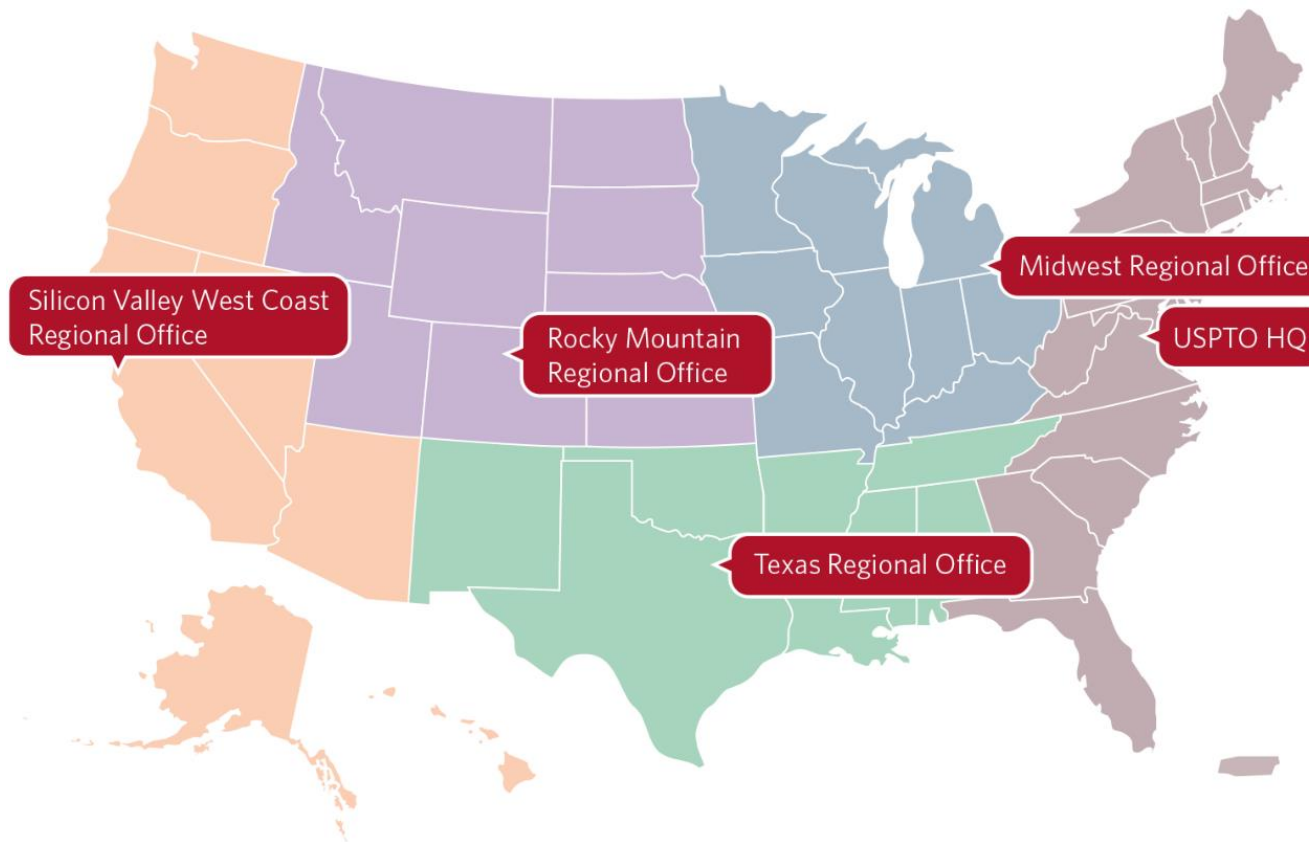 Silicon Valley West Coast
Regional Office
Rocky Mountain
Regional Office
Midwest Regional Office
USPTO HQ
Texas Regional Office